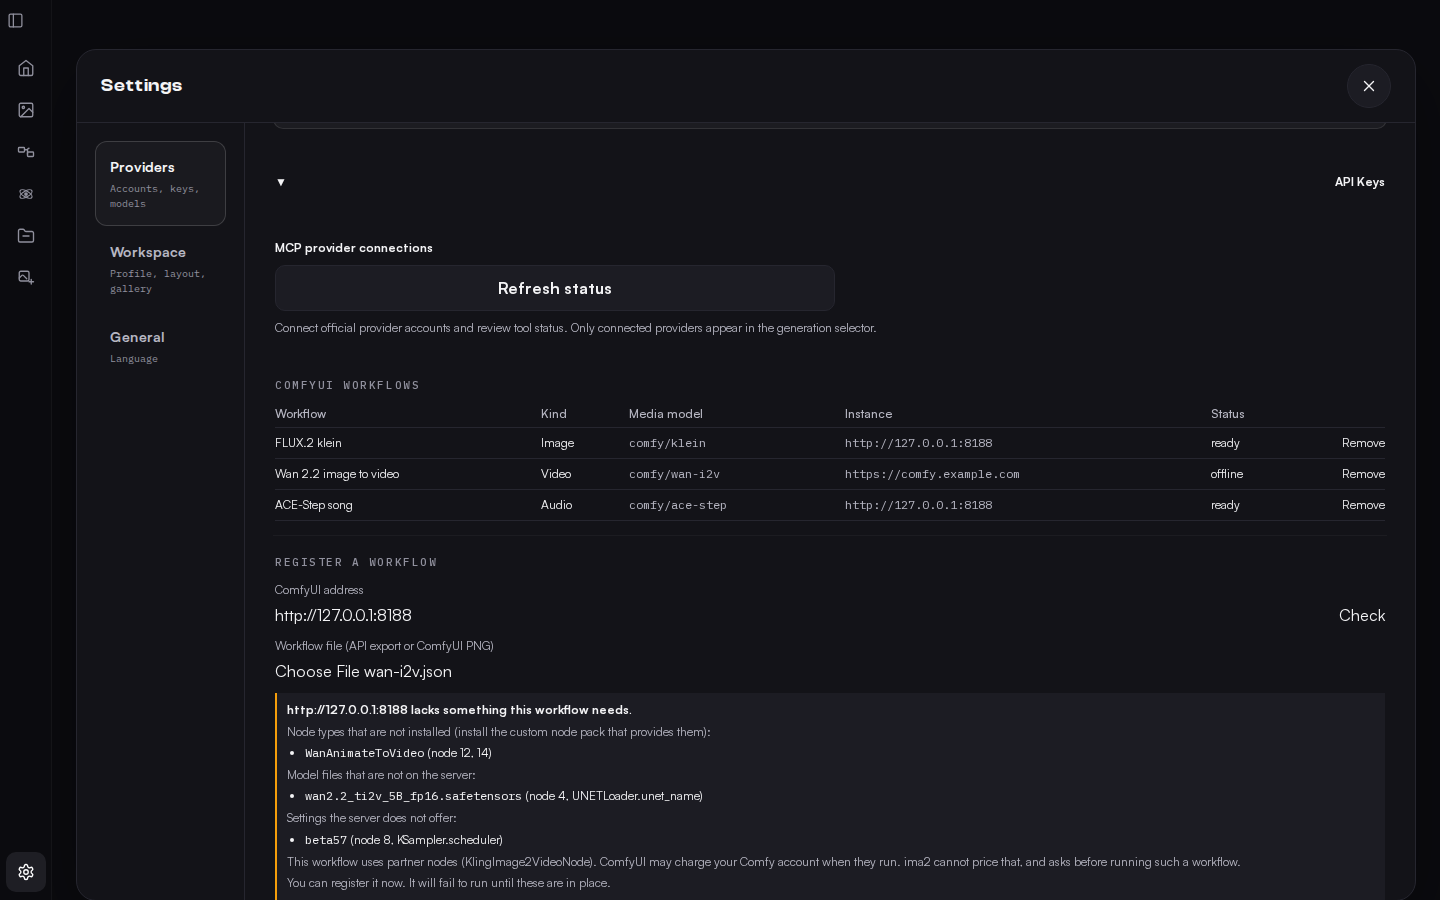 Settings
Providers
Accounts, keys,
models
Workspace
Profile, layout,
gallery
General
Language
▼ API Keys
MCP provider connections
Refresh status
Connect official provider accounts and review tool status. Only connected providers appear in the generation selector.
COMFYUI WORKFLOWS
Workflow Kind Media model Instance Status
FLUX.2 klein Image comfy/klein http://127.0.0.1:8188 ready Remove
Wan 2.2 image to video Video comfy/wan-i2v https://comfy.example.com offline Remove
ACE-Step song Audio comfy/ace-step http://127.0.0.1:8188 ready Remove
REGISTER A WORKFLOW
ComfyUI address
http://127.0.0.1:8188 Check
Workflow file (API export or ComfyUI PNG)
Choose File wan-i2v.json
http://127.0.0.1:8188 lacks something this workflow needs.
Node types that are not installed (install the custom node pack that provides them):
• WanAnimateToVideo (node 12, 14)
Model files that are not on the server:
• wan2.2_ti2v_5B_fp16.safetensors (node 4, UNETLoader.unet_name)
Settings the server does not offer:
• beta57 (node 8, KSampler.scheduler)
This workflow uses partner nodes (KlingImage2VideoNode). ComfyUI may charge your Comfy account when they run. ima2 cannot price that, and asks before running such a workflow.
You can register it now. It will fail to run until these are in place.